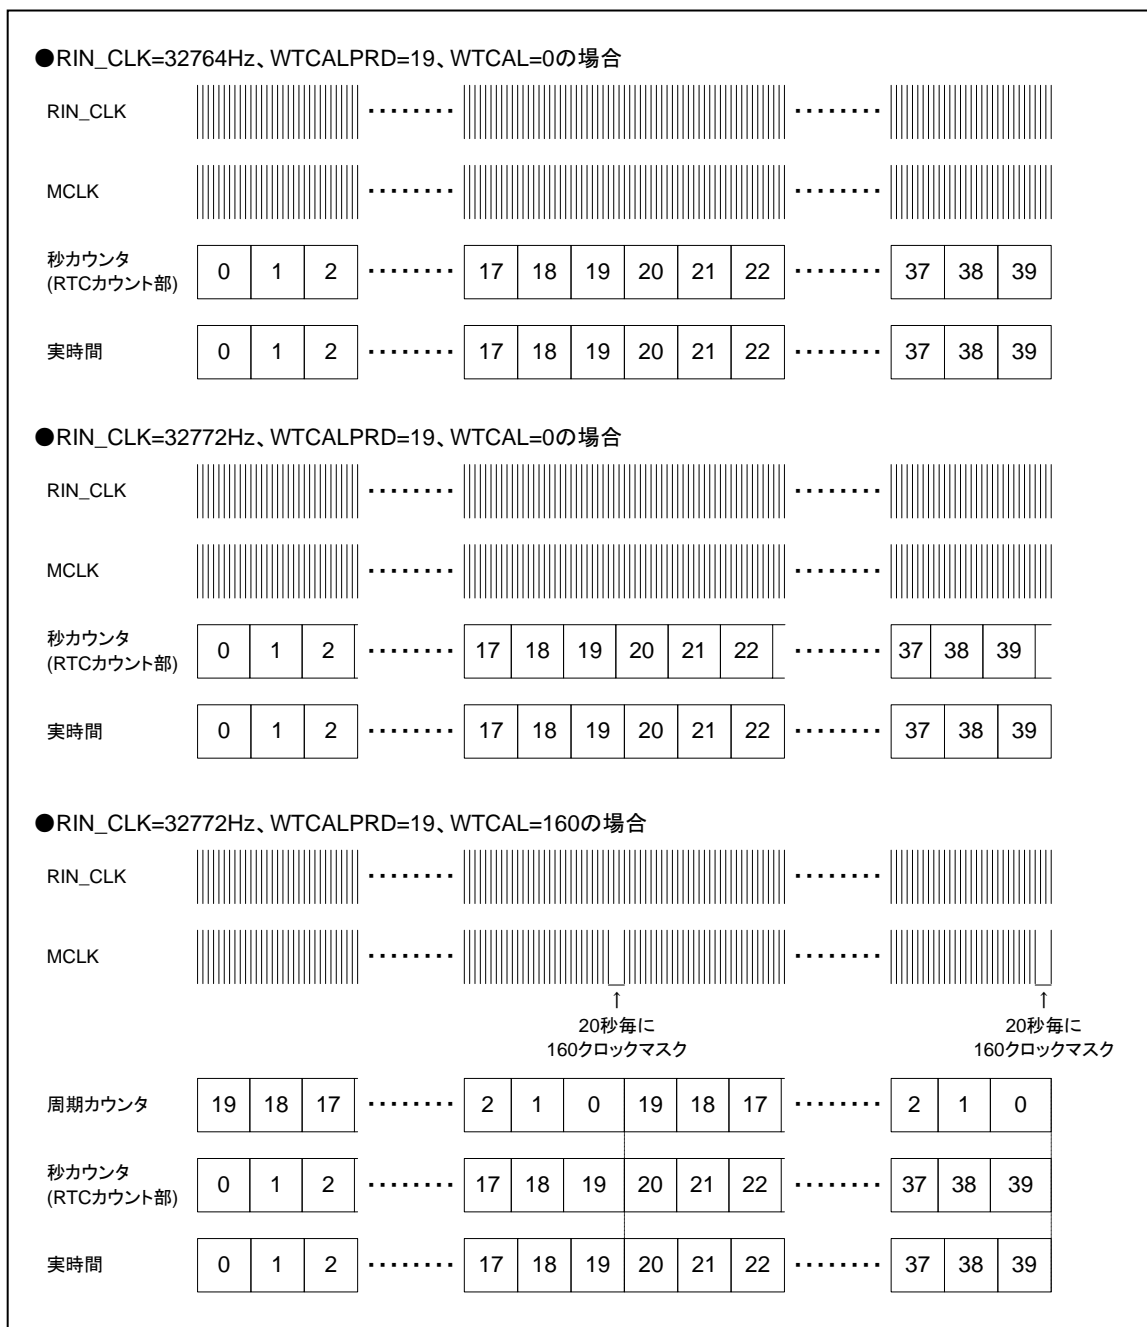 ●RIN_CLK=32764Hz、WTCALPRD=19、WTCAL=0の場合
RIN_CLK ････････ ････････
MCLK ････････ ････････
秒カウンタ
(RTCカウント部)
0 1 2 ････････ 17 18 19 20 21 22 ････････ 37 38 39
実時間 0 1 2 ････････ 17 18 19 20 21 22 ････････ 37 38 39
●RIN_CLK=32772Hz、WTCALPRD=19、WTCAL=0の場合
RIN_CLK ････････ ････････
MCLK ････････ ････････
秒カウンタ
(RTCカウント部)
0 1 2 ････････ 17 18 19 20 21 22 ････････ 37 38 39
実時間 0 1 2 ････････ 17 18 19 20 21 22 ････････ 37 38 39
●RIN_CLK=32772Hz、WTCALPRD=19、WTCAL=160の場合
RIN_CLK ････････ ････････
MCLK ････････ ････････
↑ ↑
20秒毎に 20秒毎に
160クロックマスク 160クロックマスク
周期カウンタ 19 18 17 ････････ 2 1 0 19 18 17 ････････ 2 1 0
秒カウンタ
(RTCカウント部)
0 1 2 ････････ 17 18 19 20 21 22 ････････ 37 38 39
実時間 0 1 2 ････････ 17 18 19 20 21 22 ････････ 37 38 39